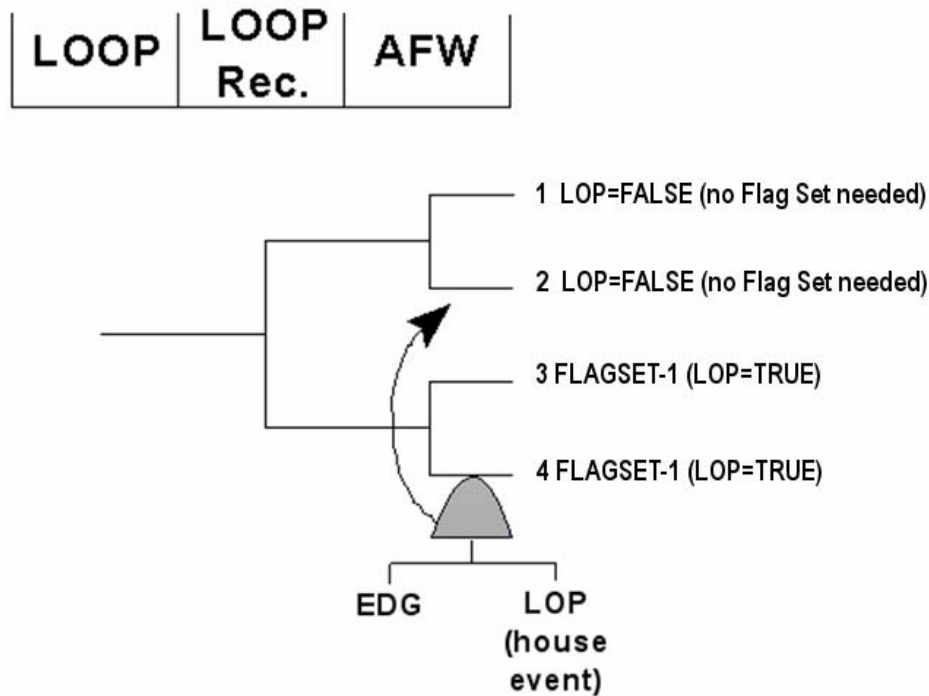 LOOP
LOOP
Rec.
AFW
1 LOP=FALSE (no Flag Set needed)
2 LOP=FALSE (no Flag Set needed)
3 FLAGSET-1 (LOP=TRUE)
4 FLAGSET-1 (LOP=TRUE)
EDG
LOP
(house
event)